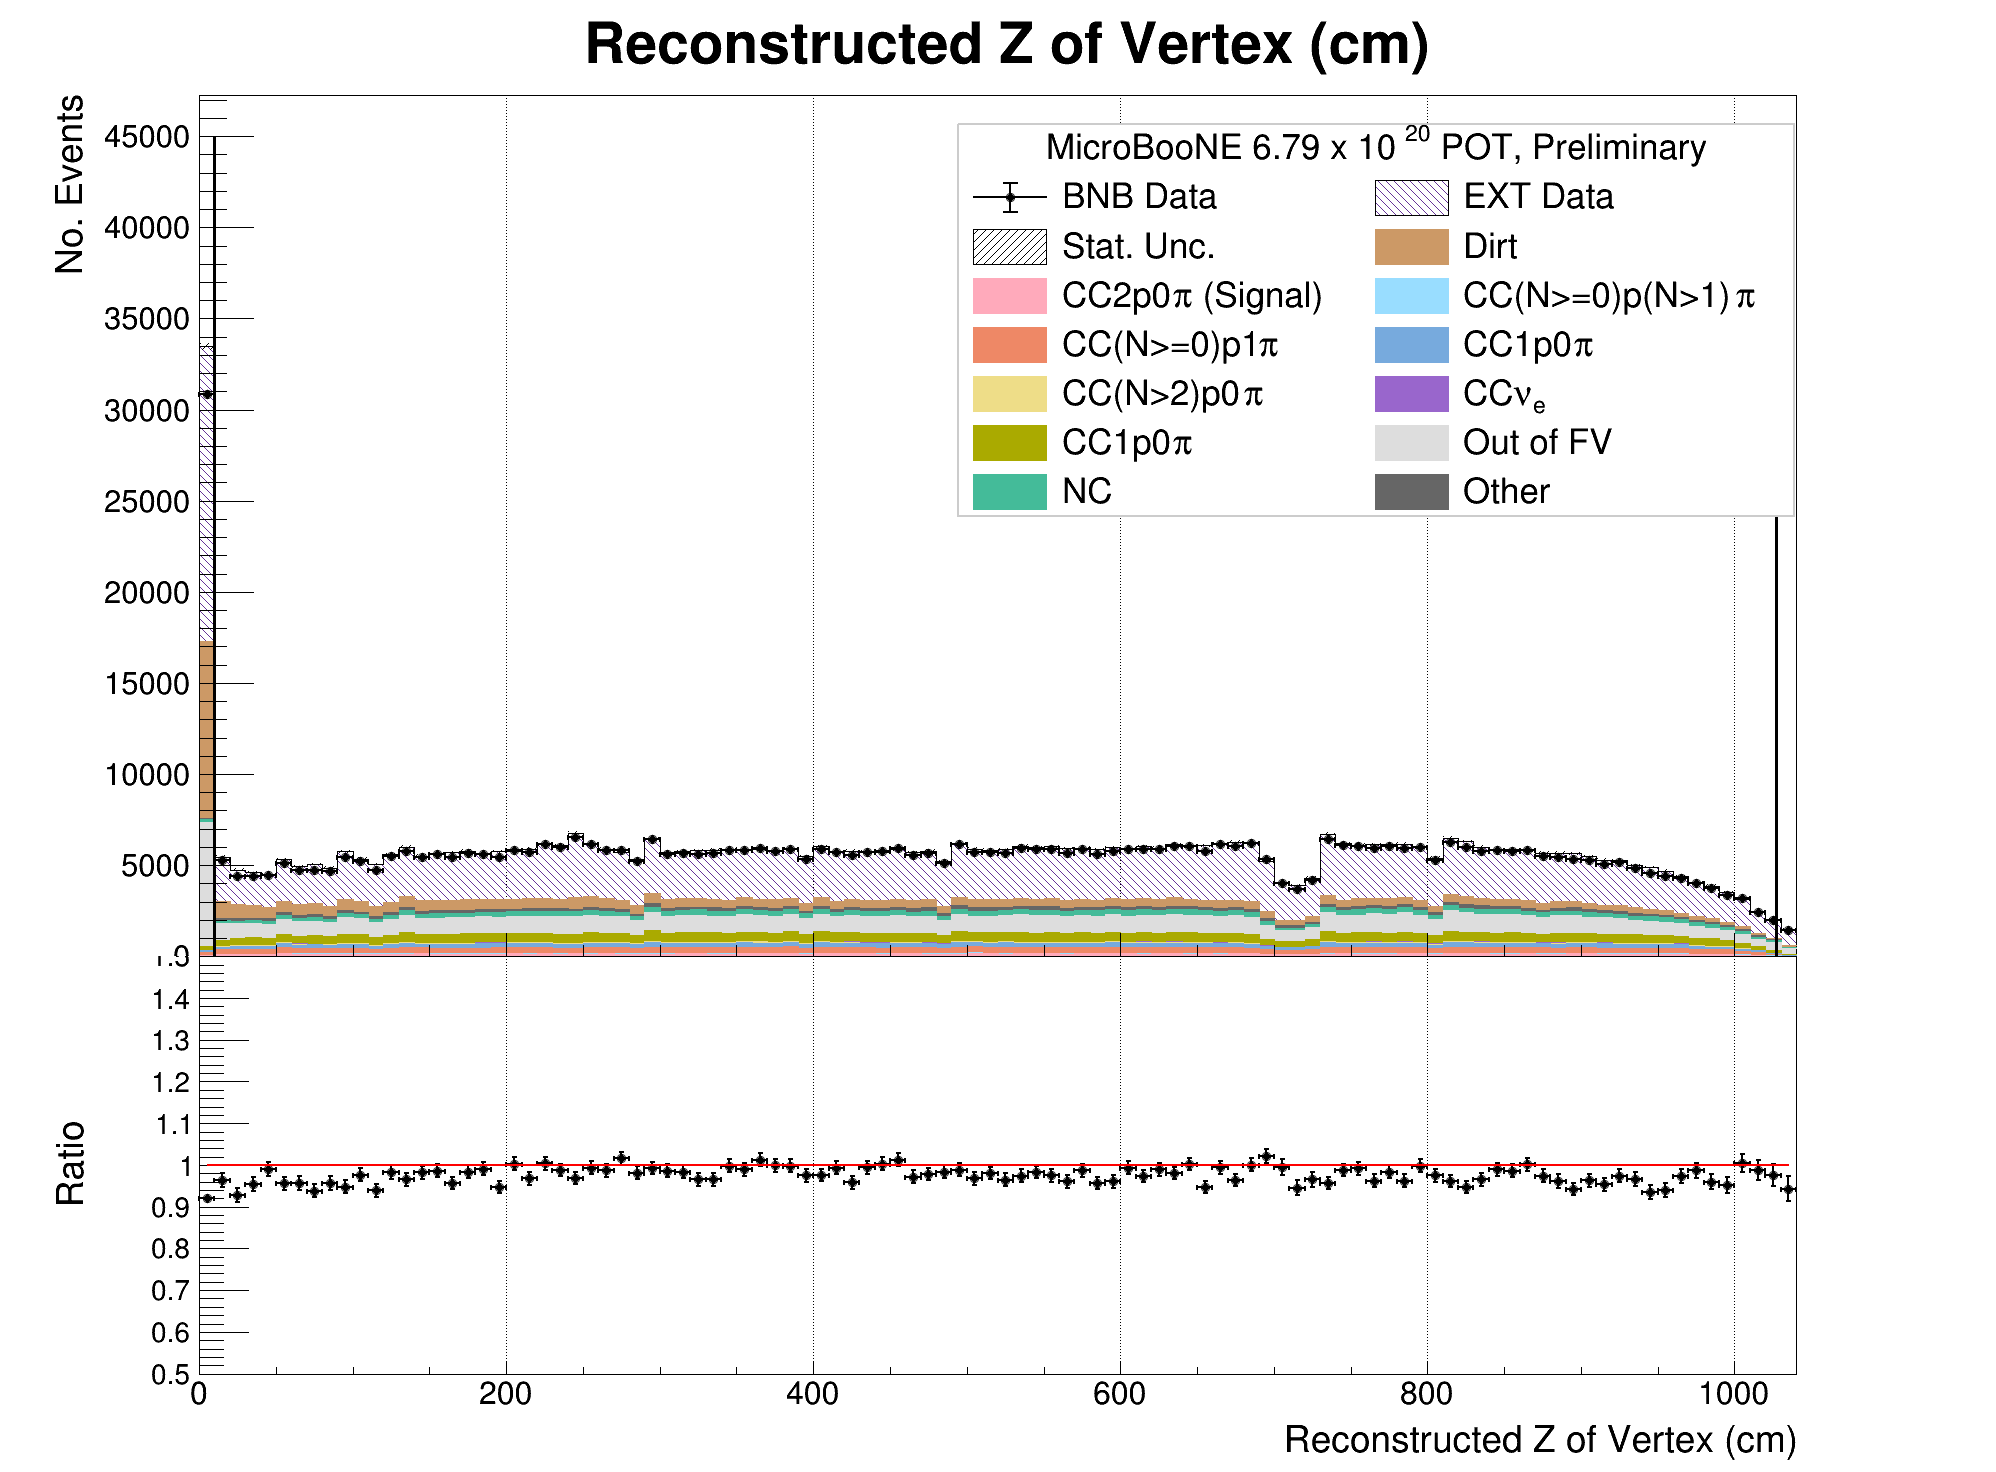 Reconstructed Z of Vertex (cm)
No. Events
45000
40000
35000
30000
25000
20000
15000
10000
5000
0
MicroBooNE 6.79 x 10 20 POT, Preliminary
BNB Data
EXT Data
Stat. Unc.
Dirt
CC2p0π (Signal)
CC(N>=0)p(N>1)π
CC(N>=0)p1π
CC1p0π
CC(N>2)p0π
CCνe
CC1p0π
Out of FV
NC
Other
Ratio
1.5
1.4
1.3
1.2
1.1
1
0.9
0.8
0.7
0.6
0.5
0
200
400
600
800
1000
Reconstructed Z of Vertex (cm)